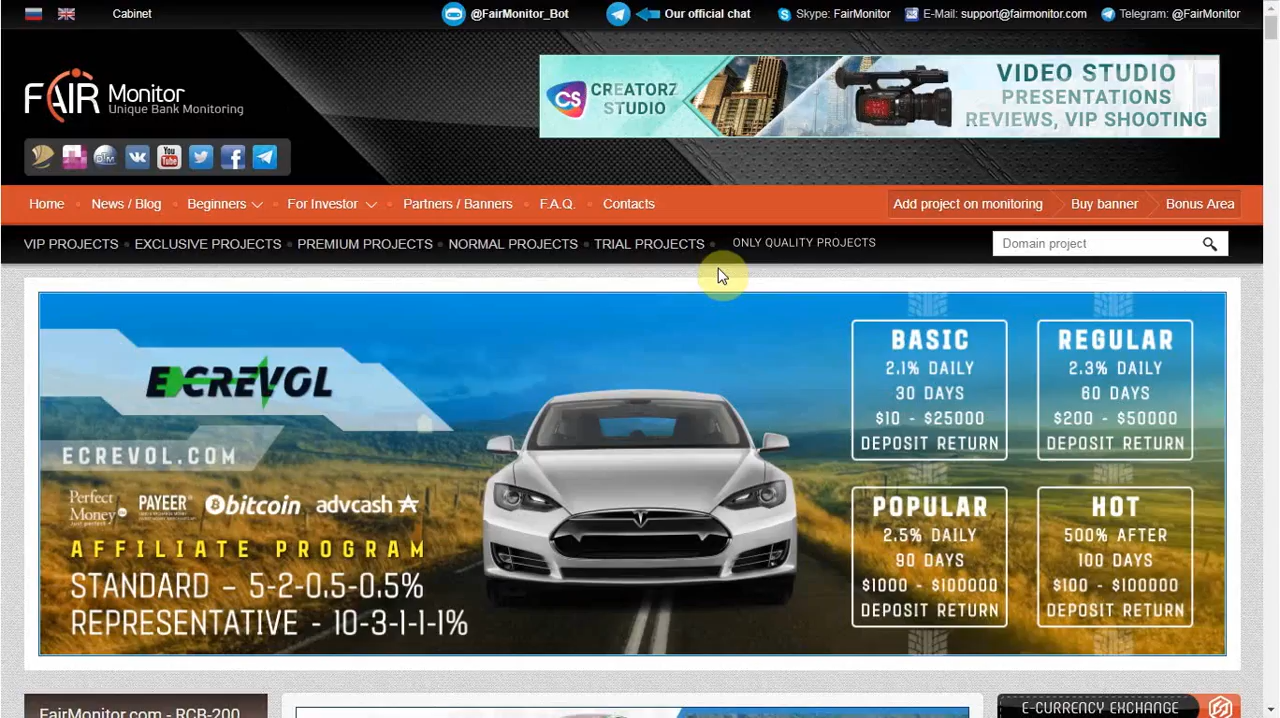 Cabinet
@FairMonitor_Bot
Our official chat
Skype: FairMonitor
E-Mail: support@fairmonitor.com
Telegram: @FairMonitor
FAIR Monitor
Unique Bank Monitoring
CS CREATORZ STUDIO
VIDEO STUDIO
PRESENTATIONS
REVIEWS, VIP SHOOTING
Home
News / Blog
Beginners
For Investor
Partners / Banners
F.A.Q.
Contacts
Add project on monitoring
Buy banner
Bonus Area
VIP PROJECTS
EXCLUSIVE PROJECTS
PREMIUM PROJECTS
NORMAL PROJECTS
TRIAL PROJECTS
ONLY QUALITY PROJECTS
Domain project
ECREVOL
ECREVOL.COM
Perfect Money
PAYEER
bitcoin
advcash
AFFILIATE PROGRAM
STANDARD – 5-2-0.5-0.5%
REPRESENTATIVE - 10-3-1-1-1%
BASIC
2.1% DAILY
30 DAYS
$10 - $25000
DEPOSIT RETURN
REGULAR
2.3% DAILY
60 DAYS
$200 - $50000
DEPOSIT RETURN
POPULAR
2.5% DAILY
90 DAYS
$1000 - $100000
DEPOSIT RETURN
HOT
500% AFTER
100 DAYS
$100 - $100000
DEPOSIT RETURN
FairMonitor.com - RCB-200
E-CURRENCY EXCHANGE